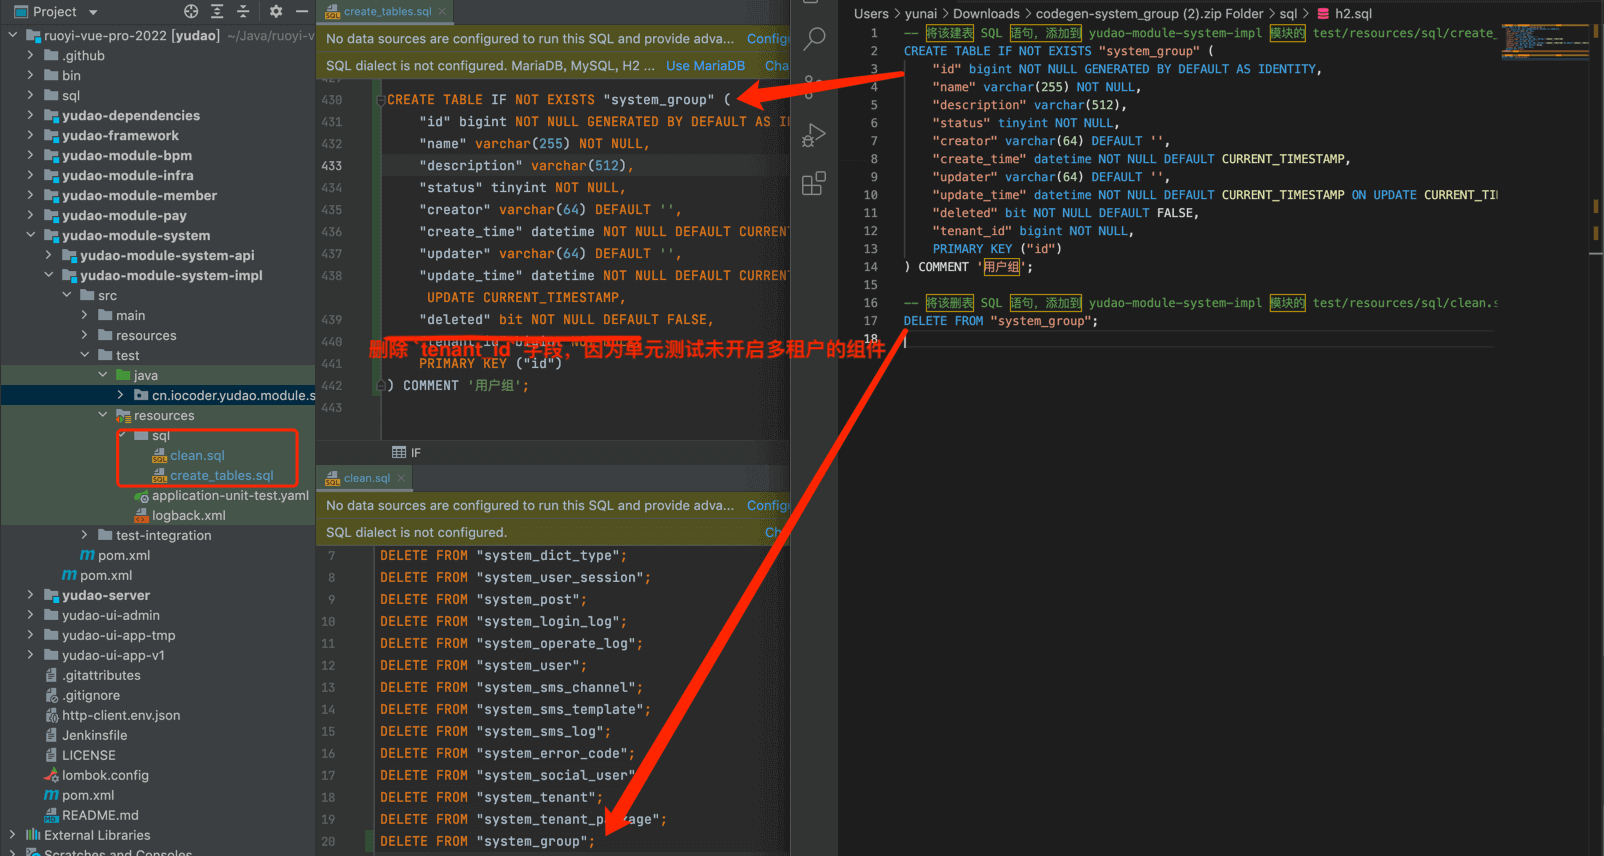 Project
ruoyi-vue-pro-2022 [yudao] ~/Java/ruoyi-v
.github
bin
sql
yudao-dependencies
yudao-framework
yudao-module-bpm
yudao-module-infra
yudao-module-member
yudao-module-pay
yudao-module-system
yudao-module-system-api
yudao-module-system-impl
src
main
resources
test
java
cn.iocoder.yudao.module.s
resources
sql
clean.sql
create_tables.sql
application-unit-test.yaml
logback.xml
test-integration
pom.xml
pom.xml
yudao-server
yudao-ui-admin
yudao-ui-app-tmp
yudao-ui-app-v1
.gitattributes
.gitignore
http-client.env.json
Jenkinsfile
LICENSE
lombok.config
pom.xml
README.md
External Libraries
Scratches and Consoles
create_tables.sql
No data sources are configured to run this SQL and provide adva... Config
SQL dialect is not configured. MariaDB, MySQL, H2 ... Use MariaDB Cha
430 CREATE TABLE IF NOT EXISTS "system_group" (
431 "id" bigint NOT NULL GENERATED BY DEFAULT AS I
432 "name" varchar(255) NOT NULL,
433 "description" varchar(512),
434 "status" tinyint NOT NULL,
435 "creator" varchar(64) DEFAULT '',
436 "create_time" datetime NOT NULL DEFAULT CURREN
437 "updater" varchar(64) DEFAULT '',
438 "update_time" datetime NOT NULL DEFAULT CURREN
UPDATE CURRENT_TIMESTAMP,
439 "deleted" bit NOT NULL DEFAULT FALSE,
440 "tenant_id" bigint NOT NULL,
删除 `tenant_id` 字段，因为单元测试未开启多租户的组件
441 PRIMARY KEY ("id")
442 ) COMMENT '用户组';
443
IF
clean.sql
No data sources are configured to run this SQL and provide adva... Config
SQL dialect is not configured. Ch
7 DELETE FROM "system_dict_type";
8 DELETE FROM "system_user_session";
9 DELETE FROM "system_post";
10 DELETE FROM "system_login_log";
11 DELETE FROM "system_operate_log";
12 DELETE FROM "system_user";
13 DELETE FROM "system_sms_channel";
14 DELETE FROM "system_sms_template";
15 DELETE FROM "system_sms_log";
16 DELETE FROM "system_error_code";
17 DELETE FROM "system_social_user"
18 DELETE FROM "system_tenant";
19 DELETE FROM "system_tenant_package";
20 DELETE FROM "system_group";
Users > yunai > Downloads > codegen-system_group (2).zip Folder > sql > h2.sql
1 -- 将该建表 SQL 语句，添加到 yudao-module-system-impl 模块的 test/resources/sql/create_
2 CREATE TABLE IF NOT EXISTS "system_group" (
3 "id" bigint NOT NULL GENERATED BY DEFAULT AS IDENTITY,
4 "name" varchar(255) NOT NULL,
5 "description" varchar(512),
6 "status" tinyint NOT NULL,
7 "creator" varchar(64) DEFAULT '',
8 "create_time" datetime NOT NULL DEFAULT CURRENT_TIMESTAMP,
9 "updater" varchar(64) DEFAULT '',
10 "update_time" datetime NOT NULL DEFAULT CURRENT_TIMESTAMP ON UPDATE CURRENT_TI
11 "deleted" bit NOT NULL DEFAULT FALSE,
12 "tenant_id" bigint NOT NULL,
13 PRIMARY KEY ("id")
14 ) COMMENT '用户组';
15
16 -- 将该删表 SQL 语句，添加到 yudao-module-system-impl 模块的 test/resources/sql/clean.s
17 DELETE FROM "system_group";
18